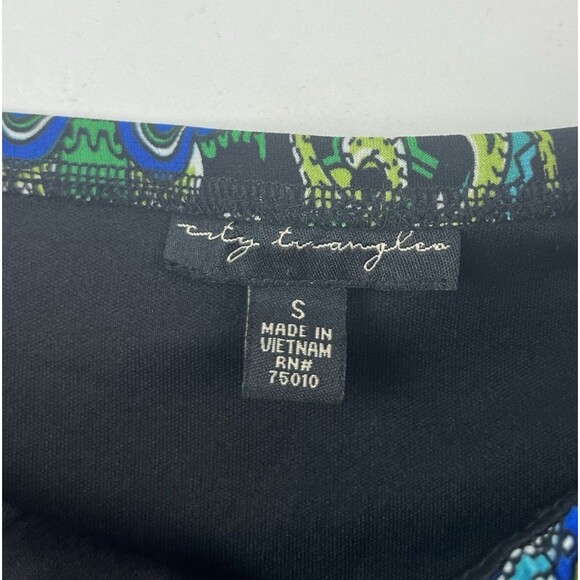 city triangles
S
MADE IN
VIETNAM
RN#
75010